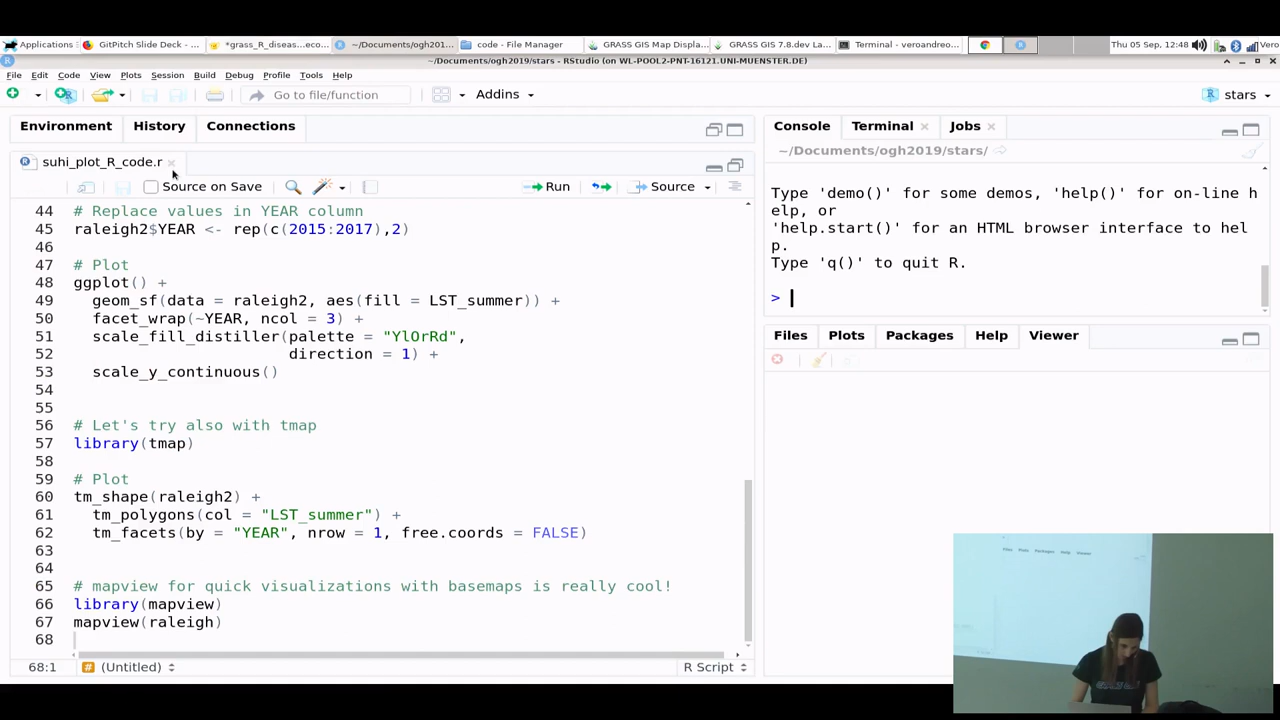 Applications
GitPitch Slide Deck - ...
*grass_R_diseas...eco...
~/Documents/ogh201...
code - File Manager
GRASS GIS Map Displa...
GRASS GIS 7.8.dev La...
Terminal - veroandreo...
Thu 05 Sep, 12:48
Vero
~/Documents/ogh2019/stars - RStudio (on WL-POOL2-PNT-16121.UNI-MUENSTER.DE)
File Edit Code View Plots Session Build Debug Profile Tools Help
Go to file/function
Addins
stars
Environment History Connections
suhi_plot_R_code.r
Source on Save
Run
Source
44 # Replace values in YEAR column
45 raleigh2$YEAR <- rep(c(2015:2017),2)
46
47 # Plot
48 ggplot() +
49 geom_sf(data = raleigh2, aes(fill = LST_summer)) +
50 facet_wrap(~YEAR, ncol = 3) +
51 scale_fill_distiller(palette = "YlOrRd",
52 direction = 1) +
53 scale_y_continuous()
54
55
56 # Let's try also with tmap
57 library(tmap)
58
59 # Plot
60 tm_shape(raleigh2) +
61 tm_polygons(col = "LST_summer") +
62 tm_facets(by = "YEAR", nrow = 1, free.coords = FALSE)
63
64
65 # mapview for quick visualizations with basemaps is really cool!
66 library(mapview)
67 mapview(raleigh)
68
68:1
(Untitled)
R Script
Console Terminal Jobs
~/Documents/ogh2019/stars/
Type 'demo()' for some demos, 'help()' for on-line h
elp, or
'help.start()' for an HTML browser interface to hel
p.
Type 'q()' to quit R.
>
Files Plots Packages Help Viewer
Files Plots Packages Help Viewer